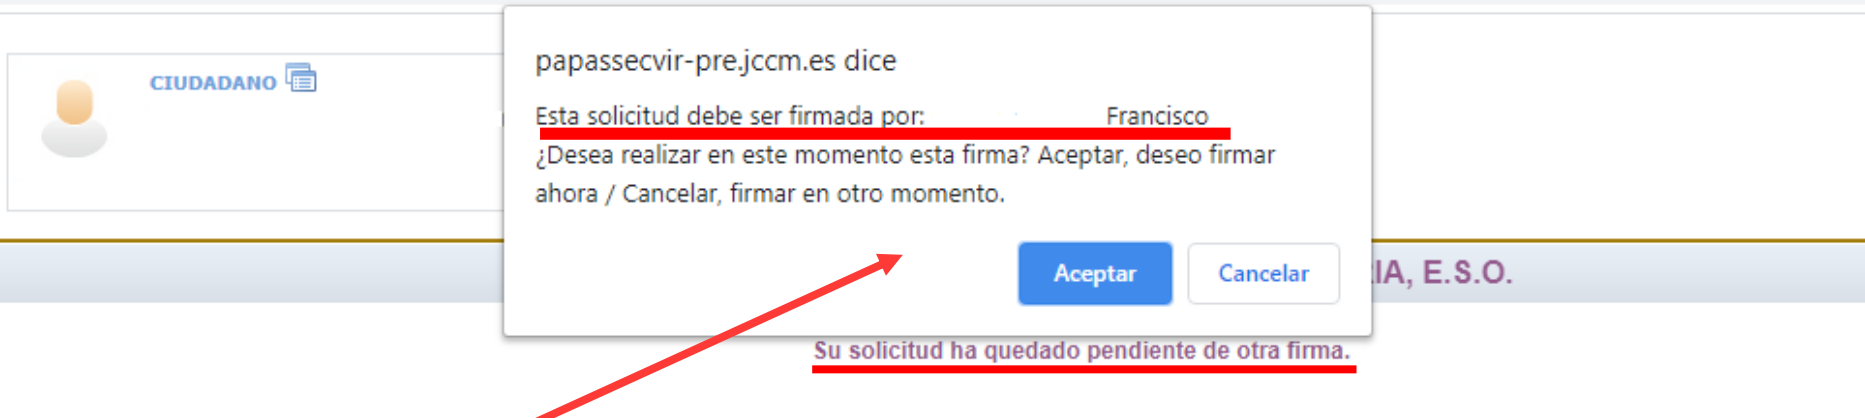 papassecvir-pre.jccm.es dice
CIUDADANO
Esta solicitud debe ser firmada por: Francisco
¿Desea realizar en este momento esta firma? Aceptar, deseo firmar
ahora / Cancelar, firmar en otro momento.
Aceptar
Cancelar
IA, E.S.O.
Su solicitud ha quedado pendiente de otra firma.